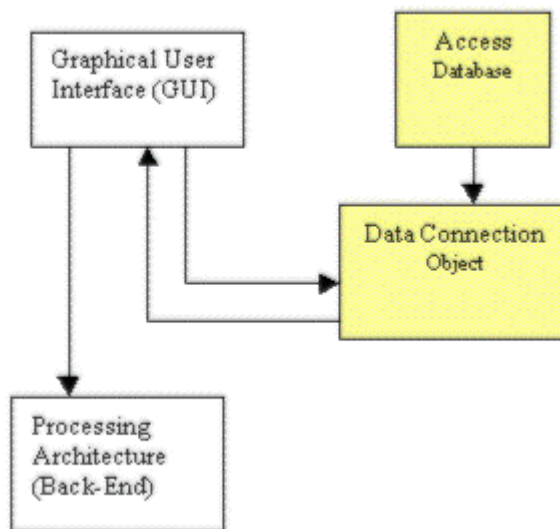 Graphical User
Interface (GUI)
Access
Database
Data Connection
Object
Processing
Architecture
(Back-End)